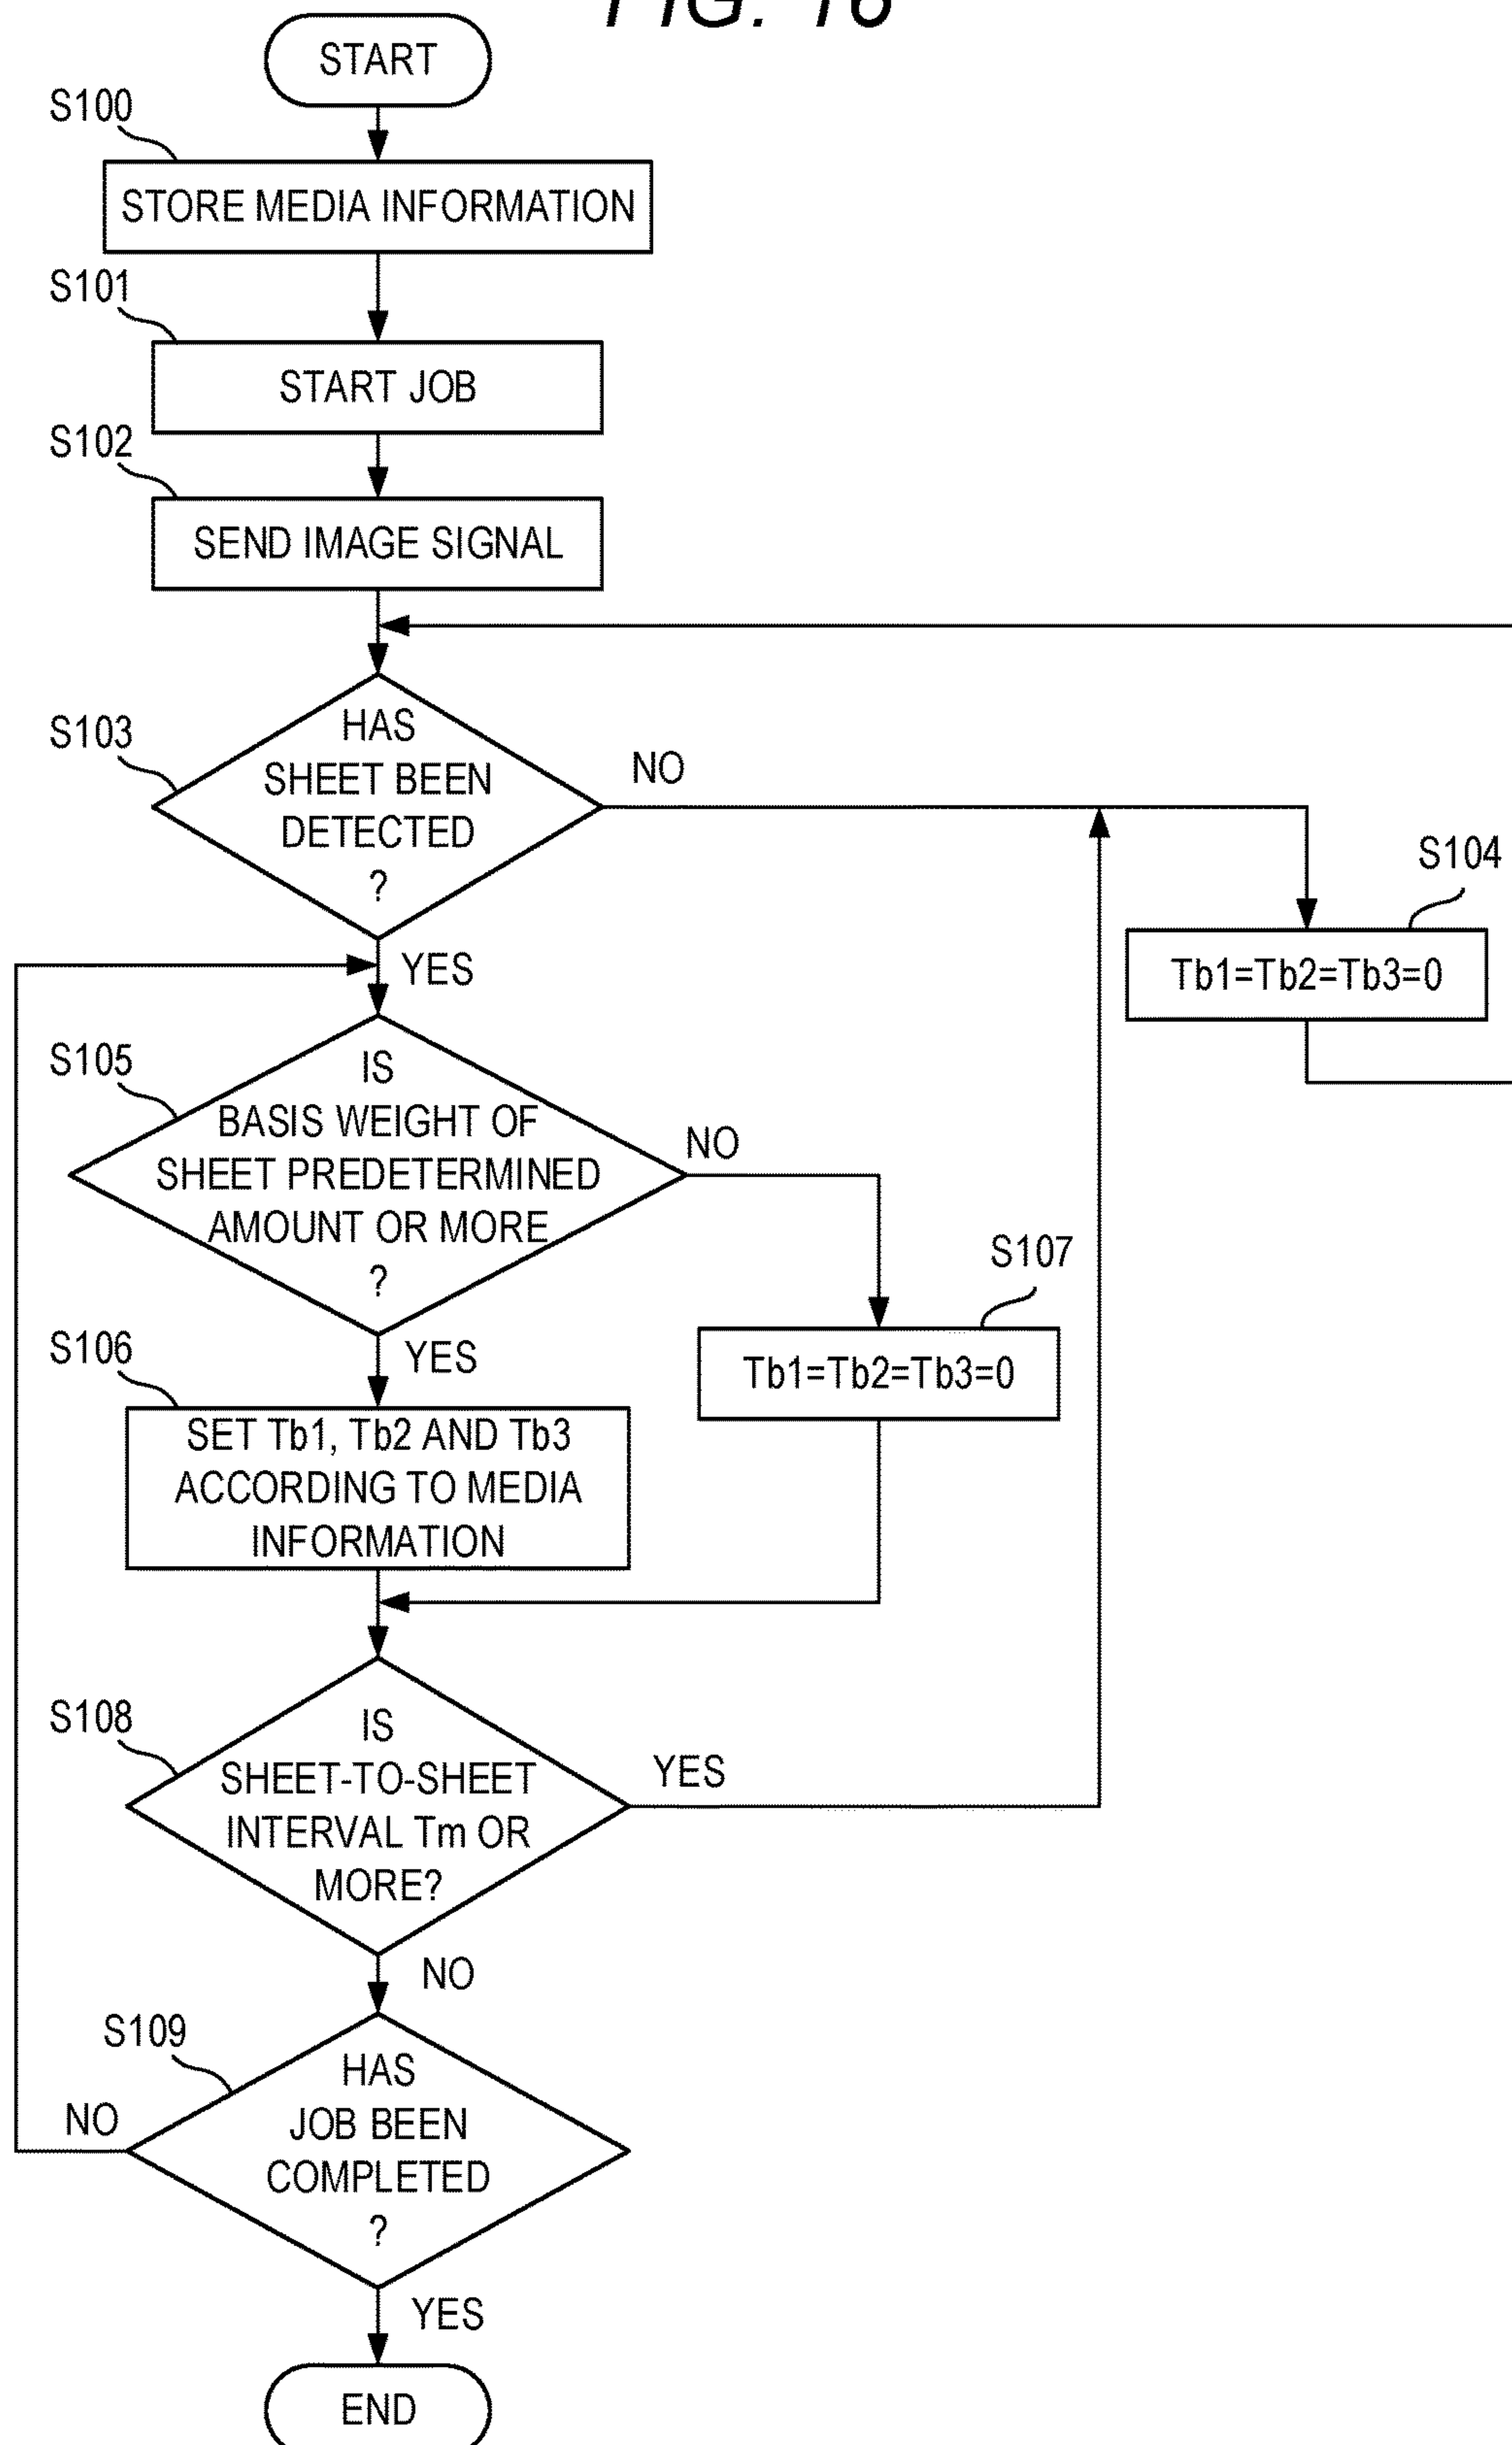 FIG. 16
START
S100
STORE MEDIA INFORMATION
S101
START JOB
S102
SEND IMAGE SIGNAL
S103
HAS
SHEET BEEN
DETECTED
?
NO
S104
Tb1=Tb2=Tb3=0
YES
S105
IS
BASIS WEIGHT OF
SHEET PREDETERMINED
AMOUNT OR MORE
?
NO
S107
Tb1=Tb2=Tb3=0
YES
S106
SET Tb1, Tb2 AND Tb3
ACCORDING TO MEDIA
INFORMATION
S108
IS
SHEET-TO-SHEET
INTERVAL Tm OR
MORE?
YES
NO
S109
HAS
JOB BEEN
COMPLETED
?
NO
YES
END